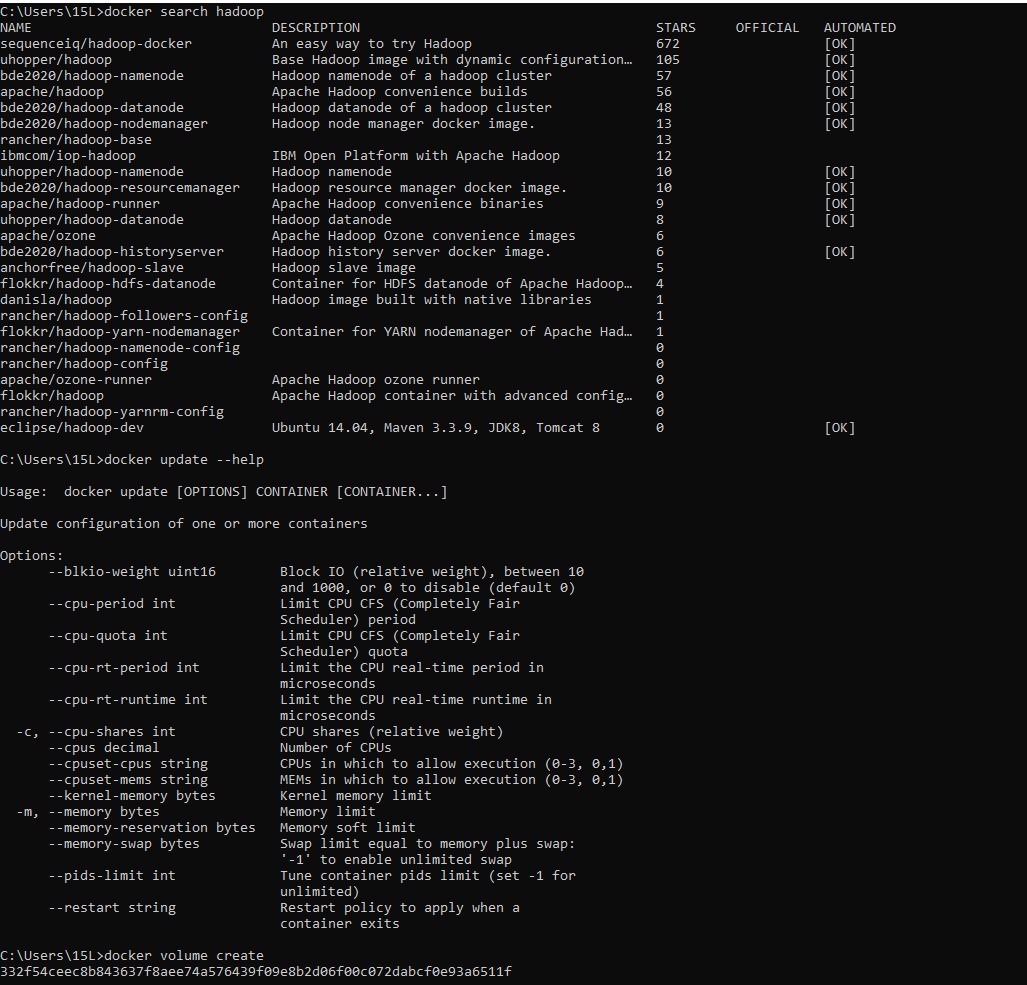 C:\Users\15L>docker search hadoop
NAME DESCRIPTION STARS OFFICIAL AUTOMATED
sequenceiq/hadoop-docker An easy way to try Hadoop 672 [OK]
uhopper/hadoop Base Hadoop image with dynamic configuration… 105 [OK]
bde2020/hadoop-namenode Hadoop namenode of a hadoop cluster 57 [OK]
apache/hadoop Apache Hadoop convenience builds 56 [OK]
bde2020/hadoop-datanode Hadoop datanode of a hadoop cluster 48 [OK]
bde2020/hadoop-nodemanager Hadoop node manager docker image. 13 [OK]
rancher/hadoop-base 13
ibmcom/iop-hadoop IBM Open Platform with Apache Hadoop 12
uhopper/hadoop-namenode Hadoop namenode 10 [OK]
bde2020/hadoop-resourcemanager Hadoop resource manager docker image. 10 [OK]
apache/hadoop-runner Apache Hadoop convenience binaries 9 [OK]
uhopper/hadoop-datanode Hadoop datanode 8 [OK]
apache/ozone Apache Hadoop Ozone convenience images 6
bde2020/hadoop-historyserver Hadoop history server docker image. 6 [OK]
anchorfree/hadoop-slave Hadoop slave image 5
flokkr/hadoop-hdfs-datanode Container for HDFS datanode of Apache Hadoop… 4
danisla/hadoop Hadoop image built with native libraries 1
rancher/hadoop-followers-config 1
flokkr/hadoop-yarn-nodemanager Container for YARN nodemanager of Apache Had… 1
rancher/hadoop-namenode-config 0
rancher/hadoop-config 0
apache/ozone-runner Apache Hadoop ozone runner 0
flokkr/hadoop Apache Hadoop container with advanced config… 0
rancher/hadoop-yarnrm-config 0
eclipse/hadoop-dev Ubuntu 14.04, Maven 3.3.9, JDK8, Tomcat 8 0 [OK]
C:\Users\15L>docker update --help
Usage: docker update [OPTIONS] CONTAINER [CONTAINER...]
Update configuration of one or more containers
Options:
--blkio-weight uint16 Block IO (relative weight), between 10
and 1000, or 0 to disable (default 0)
--cpu-period int Limit CPU CFS (Completely Fair
Scheduler) period
--cpu-quota int Limit CPU CFS (Completely Fair
Scheduler) quota
--cpu-rt-period int Limit the CPU real-time period in
microseconds
--cpu-rt-runtime int Limit the CPU real-time runtime in
microseconds
-c, --cpu-shares int CPU shares (relative weight)
--cpus decimal Number of CPUs
--cpuset-cpus string CPUs in which to allow execution (0-3, 0,1)
--cpuset-mems string MEMs in which to allow execution (0-3, 0,1)
--kernel-memory bytes Kernel memory limit
-m, --memory bytes Memory limit
--memory-reservation bytes Memory soft limit
--memory-swap bytes Swap limit equal to memory plus swap:
'-1' to enable unlimited swap
--pids-limit int Tune container pids limit (set -1 for
unlimited)
--restart string Restart policy to apply when a
container exits
C:\Users\15L>docker volume create
332f54ceec8b843637f8aee74a576439f09e8b2d06f00c072dabcf0e93a6511f